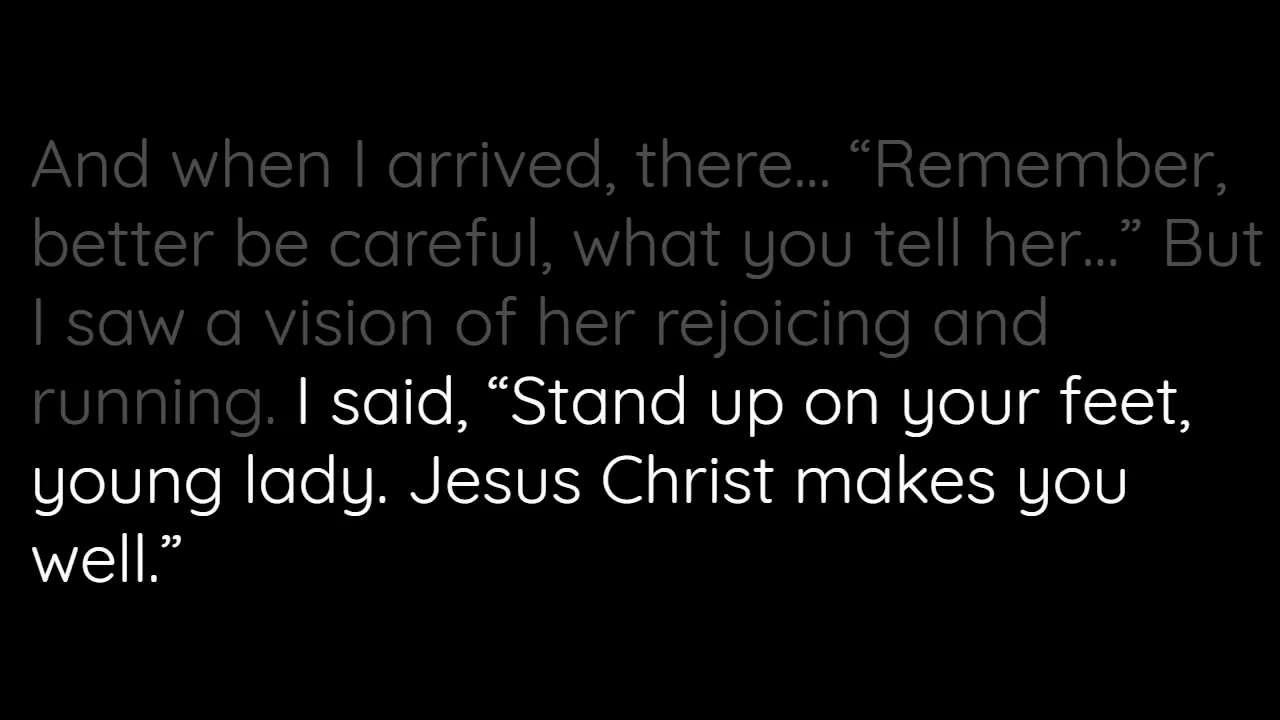 And when I arrived, there... “Remember,
better be careful, what you tell her...” But
I saw a vision of her rejoicing and
running. I said, “Stand up on your feet,
young lady. Jesus Christ makes you
well.”